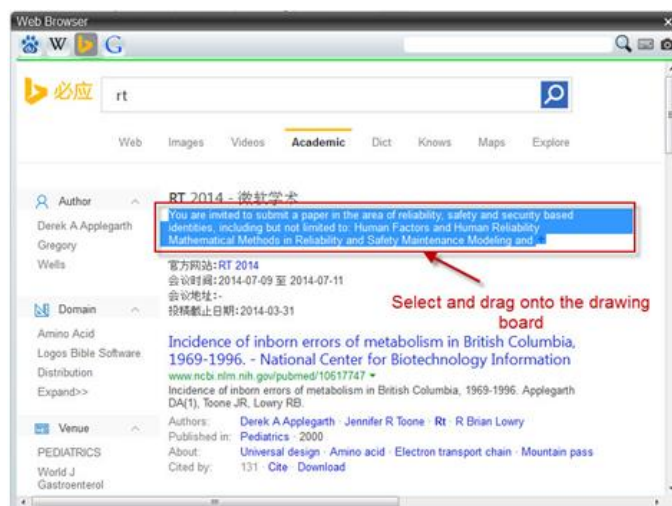 Web Browser
W G
必应 rt
Web Images Videos Academic Dict Knows Maps Explore
Author
Derek A Applegarth
Gregory
Wells
Domain
Amino Acid
Logos Bible Software
Distribution
Expand>>
Venue
PEDIATRICS
World J
Gastroenterol
RT 2014 - 微软学术
You are invited to submit a paper in the area of reliability, safety and security based
identities, including but not limited to: Human Factors and Human Reliability
Mathematical Methods in Reliability and Safety Maintenance Modeling and
官方网站: RT 2014
会议时间: 2014-07-09 至 2014-07-11
会议地址: -
投稿截止日期: 2014-03-31
Select and drag onto the drawing
board
Incidence of inborn errors of metabolism in British Columbia,
1969-1996. - National Center for Biotechnology Information
www.ncbi.nlm.nih.gov/pubmed/10617747
Incidence of inborn errors of metabolism in British Columbia, 1969-1996. Applegarth
DA(1), Toone JR, Lowry RB.
Authors: Derek A Applegarth · Jennifer R Toone · Rt · R Brian Lowry
Published in: Pediatrics · 2000
About: Universal design · Amino acid · Electron transport chain · Mountain pass
Cited by: 131 · Cite · Download